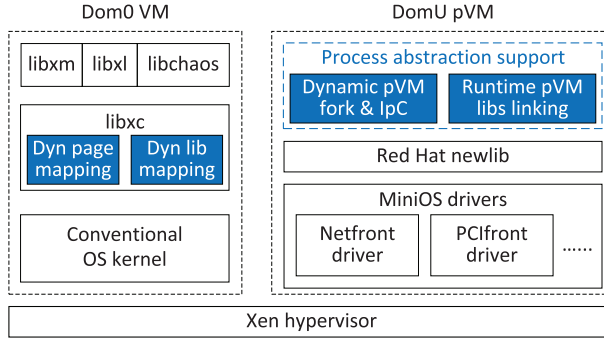 Dom0 VM
libxm libxl libchaos
libxc
Dyn page
mapping
Dyn lib
mapping
Conventional
OS kernel
DomU pVM
Process abstraction support
Dynamic pVM
fork & IpC
Runtime pVM
libs linking
Red Hat newlib
MiniOS drivers
Netfront
driver
PCIfront
driver
......
Xen hypervisor